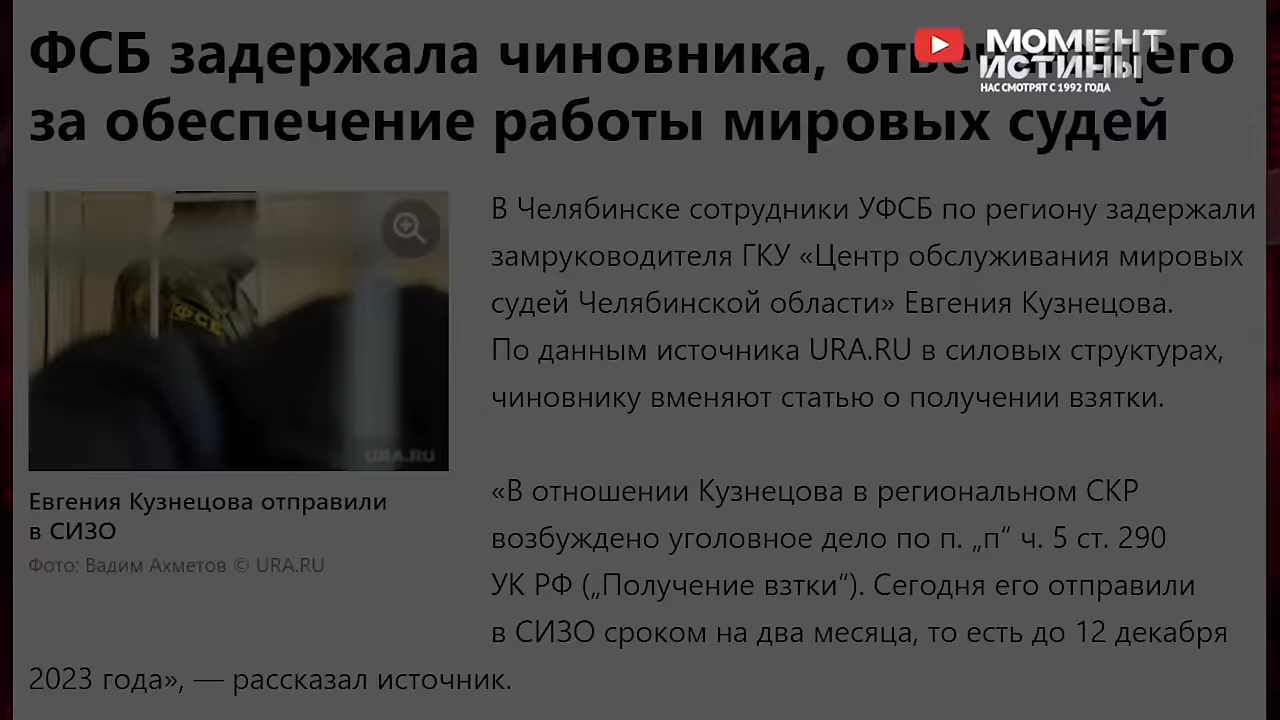 ФСБ задержала чиновника, отвечающего
за обеспечение работы мировых судей
МОМЕНТ
ИСТИНЫ
НАС СМОТРЯТ С 1992 ГОДА
В Челябинске сотрудники УФСБ по региону задержали
замруководителя ГКУ «Центр обслуживания мировых
судей Челябинской области» Евгения Кузнецова.
По данным источника URA.RU в силовых структурах,
чиновнику вменяют статью о получении взятки.
ФСБ
URA.RU
Евгения Кузнецова отправили
в СИЗО
Фото: Вадим Ахметов © URA.RU
«В отношении Кузнецова в региональном СКР
возбуждено уголовное дело по п. „п“ ч. 5 ст. 290
УК РФ („Получение взтки“). Сегодня его отправили
в СИЗО сроком на два месяца, то есть до 12 декабря
2023 года», — рассказал источник.